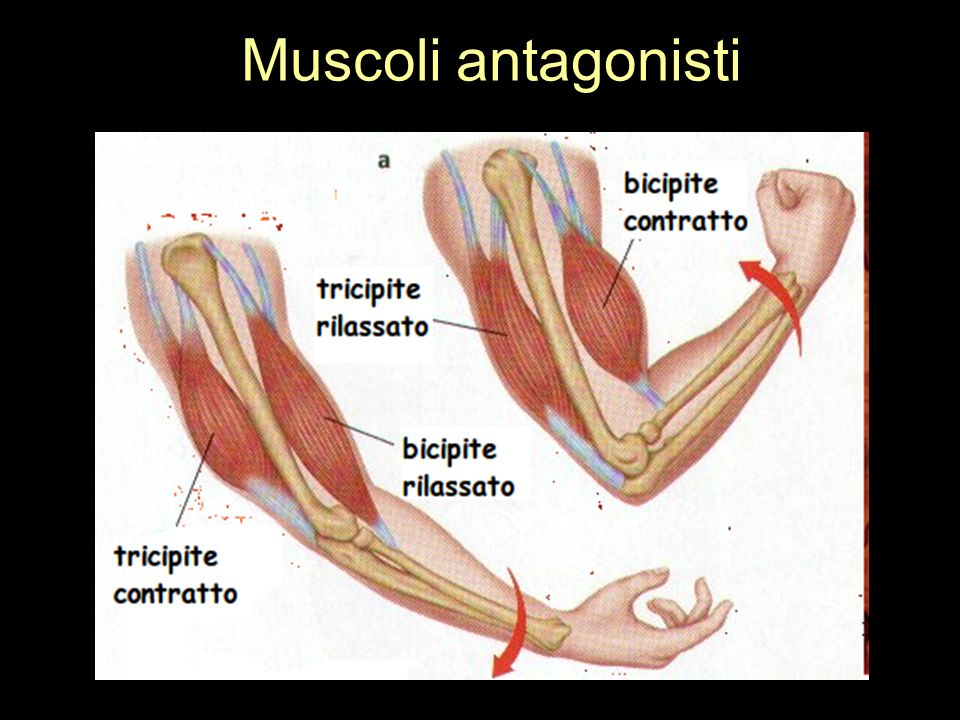 Muscoli antagonisti
a
bicipite
contratto
tricipite
rilassato
bicipite
rilassato
tricipite
contratto